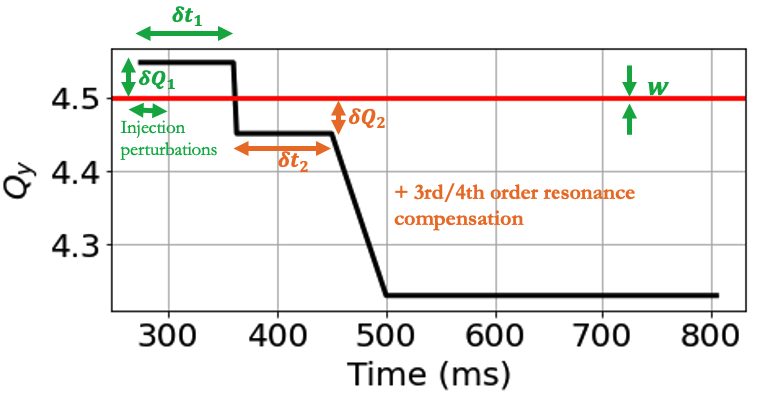 δt₁
δQ₁
4.5
w
δQ₂
Injection
perturbations
δt₂
4.4
Qy
+ 3rd/4th order resonance
compensation
4.3
300 400 500 600 700 800
Time (ms)